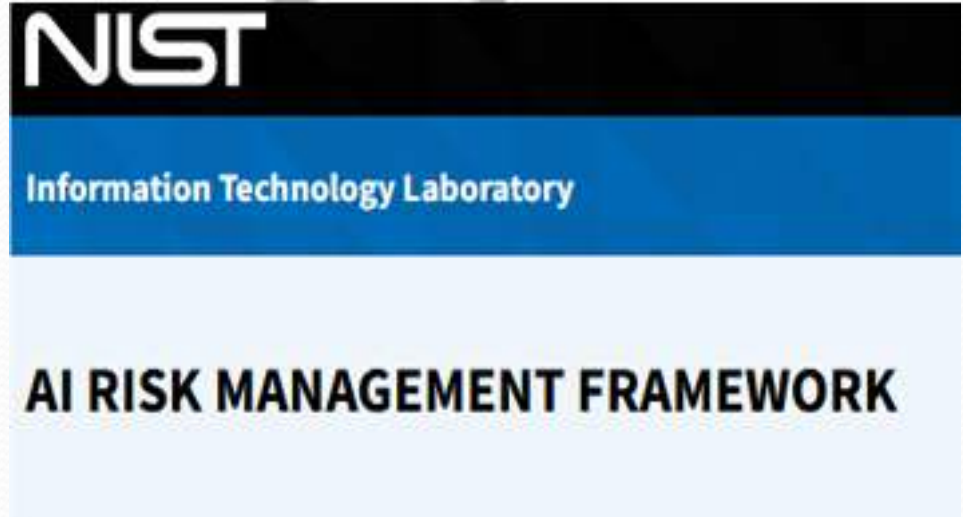 NIST
Information Technology Laboratory
AI RISK MANAGEMENT FRAMEWORK